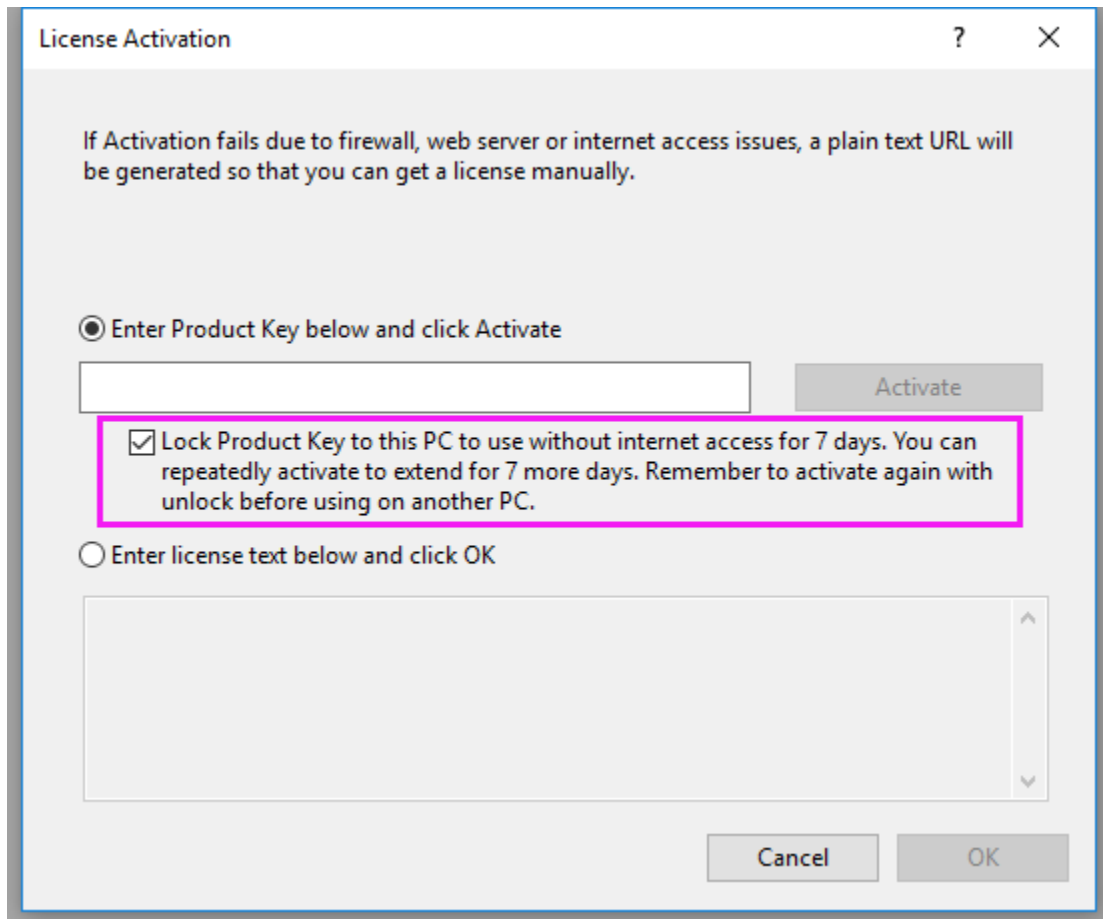 License Activation
?
If Activation fails due to firewall, web server or internet access issues, a plain text URL will
be generated so that you can get a license manually.
Enter Product Key below and click Activate
Activate
Lock Product Key to this PC to use without internet access for 7 days. You can
repeatedly activate to extend for 7 more days. Remember to activate again with
unlock before using on another PC.
Enter license text below and click OK
Cancel
OK